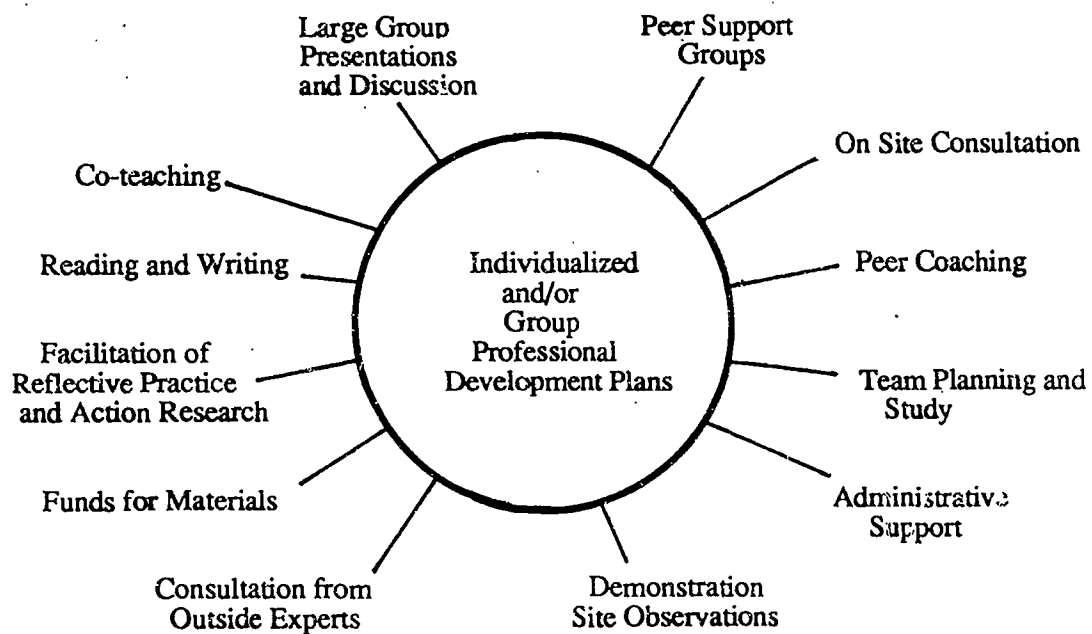 Large Group
Presentations
and Discussion
Peer Support
Groups
On Site Consultation
Peer Coaching
Team Planning and
Study
Administrative
Support
Demonstration
Site Observations
Consultation from
Outside Experts
Funds for Materials
Facilitation of
Reflective Practice
and Action Research
Reading and Writing
Co-teaching
Individualized
and/or
Group
Professional
Development Plans